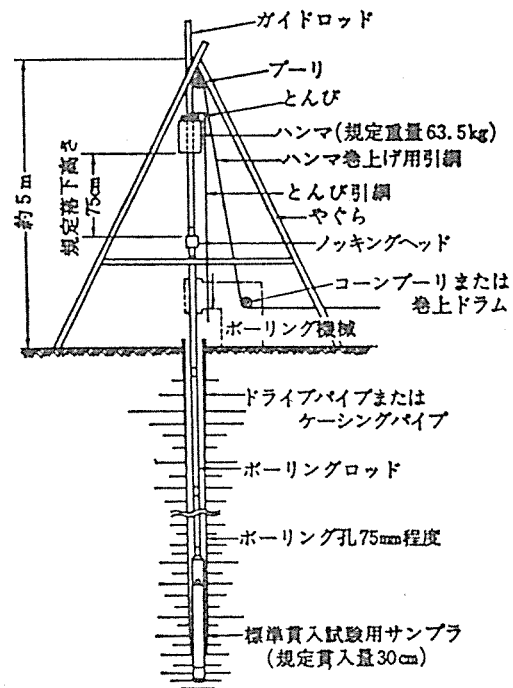 ガイドロッド
プーリ
とんび
ハンマ(規定重量63.5kg)
ハンマ巻上げ用引綱
とんび引綱
やぐら
ノッキングヘッド
コーンプーリまたは
巻上ドラム
ボーリング機械
約5m
規定落下高さ
75cm
ドライブパイプまたは
ケーシングパイプ
ボーリングロッド
ボーリング孔75mm程度
標準貫入試験用サンプラ
(規定貫入量30cm)